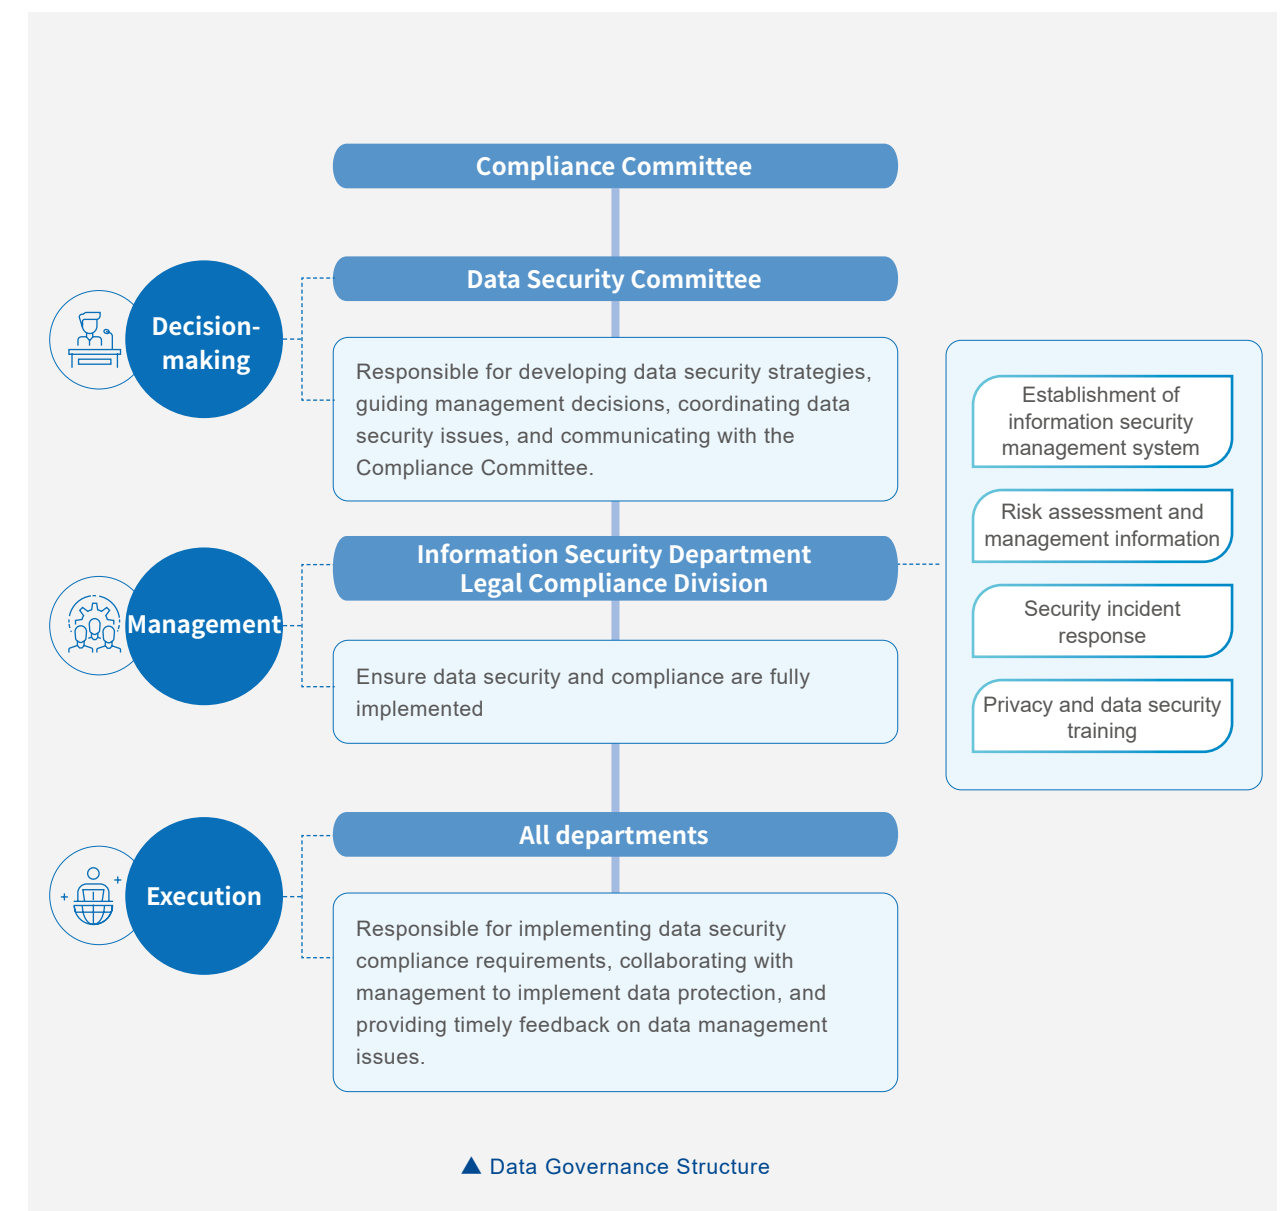 Compliance Committee
Decision-
making
Data Security Committee
Responsible for developing data security strategies,
guiding management decisions, coordinating data
security issues, and communicating with the
Compliance Committee.
Management
Information Security Department
Legal Compliance Division
Ensure data security and compliance are fully
implemented
Establishment of
information security
management system
Risk assessment and
management information
Security incident
response
Privacy and data security
training
Execution
All departments
Responsible for implementing data security
compliance requirements, collaborating with
management to implement data protection, and
providing timely feedback on data management
issues.
▲ Data Governance Structure